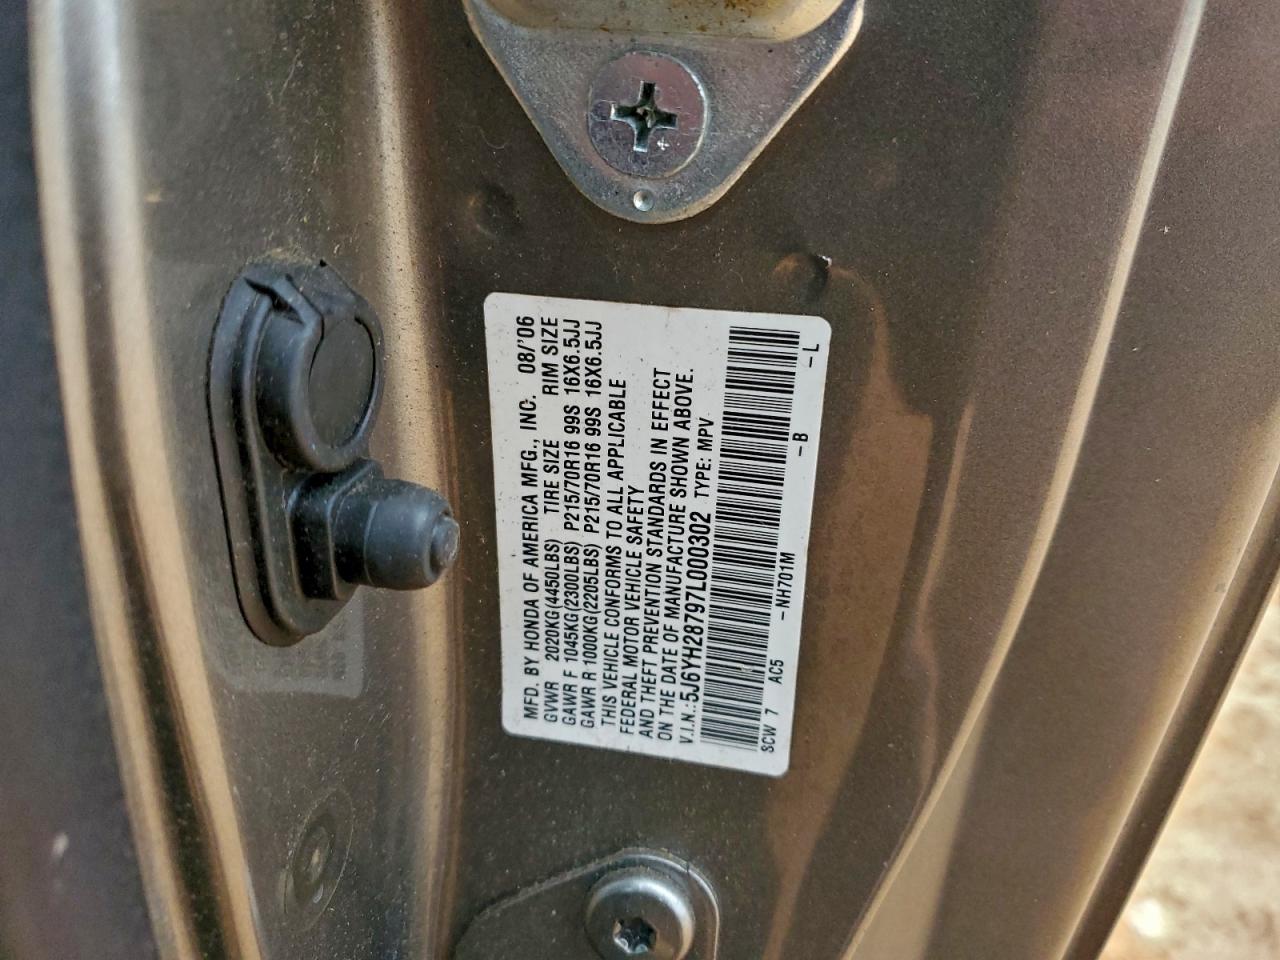 MFD. BY HONDA OF AMERICA MFG., INC. 08/'06
GVWR 2020KG(4450LBS) TIRE SIZE RIM SIZE
GAWR F 1045KG(2300LBS) P215/70R16 99S 16X6.5JJ
GAWR R 1000KG(2205LBS) P215/70R16 99S 16X6.5JJ
THIS VEHICLE CONFORMS TO ALL APPLICABLE
FEDERAL MOTOR VEHICLE SAFETY
AND THEFT PREVENTION STANDARDS IN EFFECT
ON THE DATE OF MANUFACTURE SHOWN ABOVE.
V.I.N.:5J6YH28797L000302 TYPE: MPV
SCW 7 AC5 -NH701M -B -L